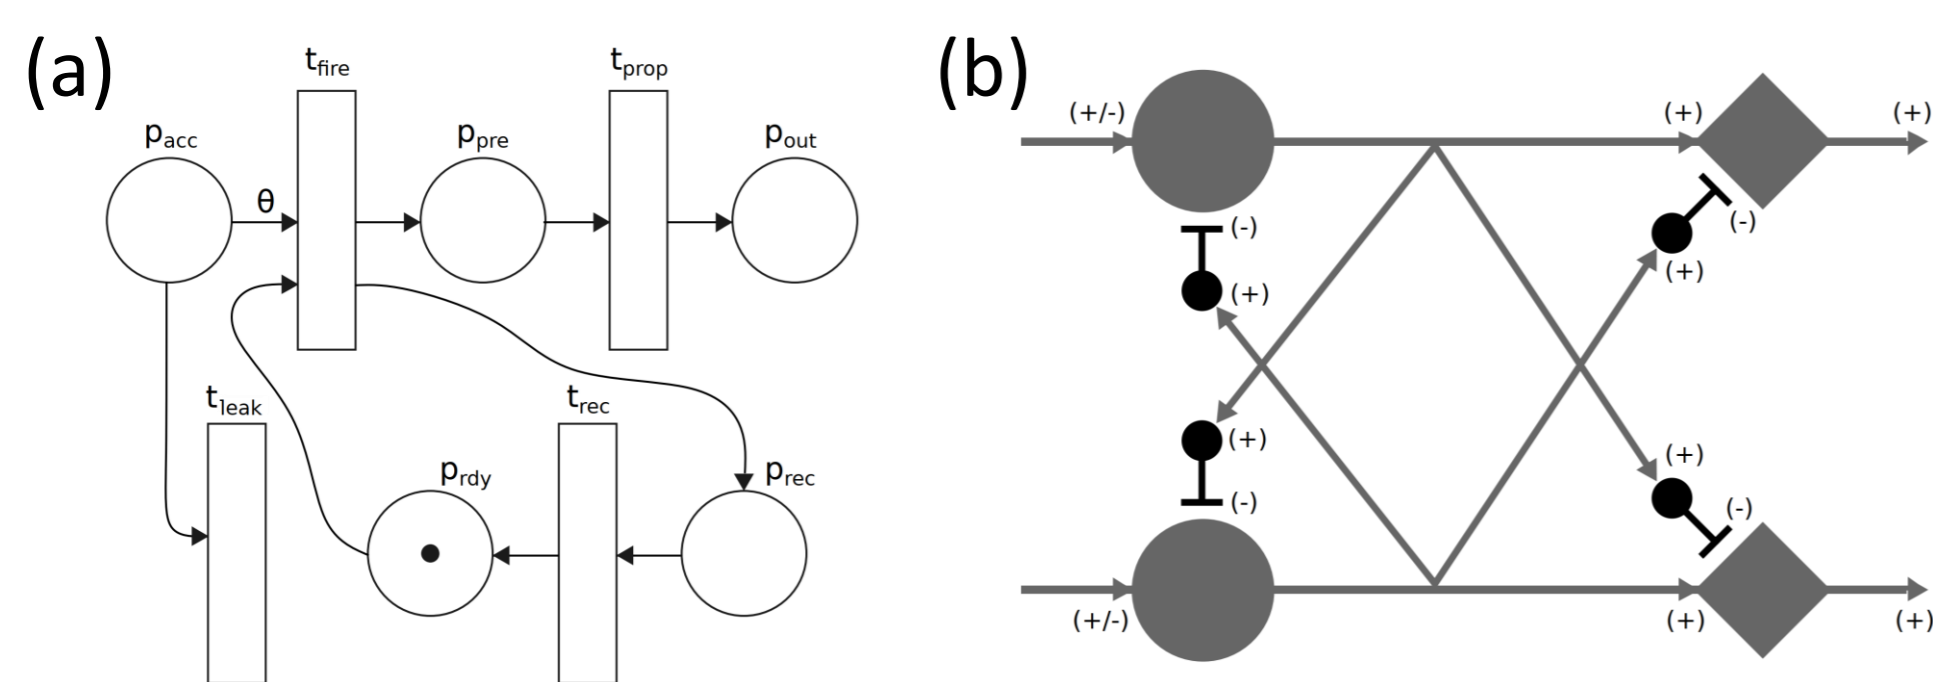 (a)
t_fire
t_prop
p_acc
θ
p_pre
p_out
t_leak
t_rec
p_rdy
p_rec
(b)
(+/-)
(+)
(+)
(-)
(-)
(+)
(+)
(+)
(+)
(-)
(-)
(+/-)
(+)
(+)